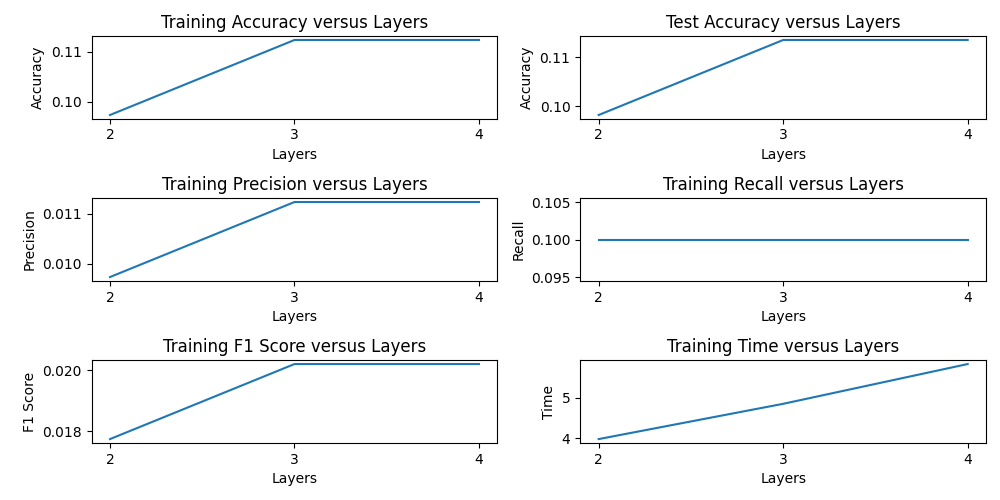 Training Accuracy versus Layers
Accuracy
0.11
0.10
2 3 4
Layers
Test Accuracy versus Layers
Accuracy
0.11
0.10
2 3 4
Layers
Training Precision versus Layers
Precision
0.011
0.010
2 3 4
Layers
Training Recall versus Layers
Recall
0.105
0.100
0.095
2 3 4
Layers
Training F1 Score versus Layers
F1 Score
0.020
0.018
2 3 4
Layers
Training Time versus Layers
Time
5
4
2 3 4
Layers